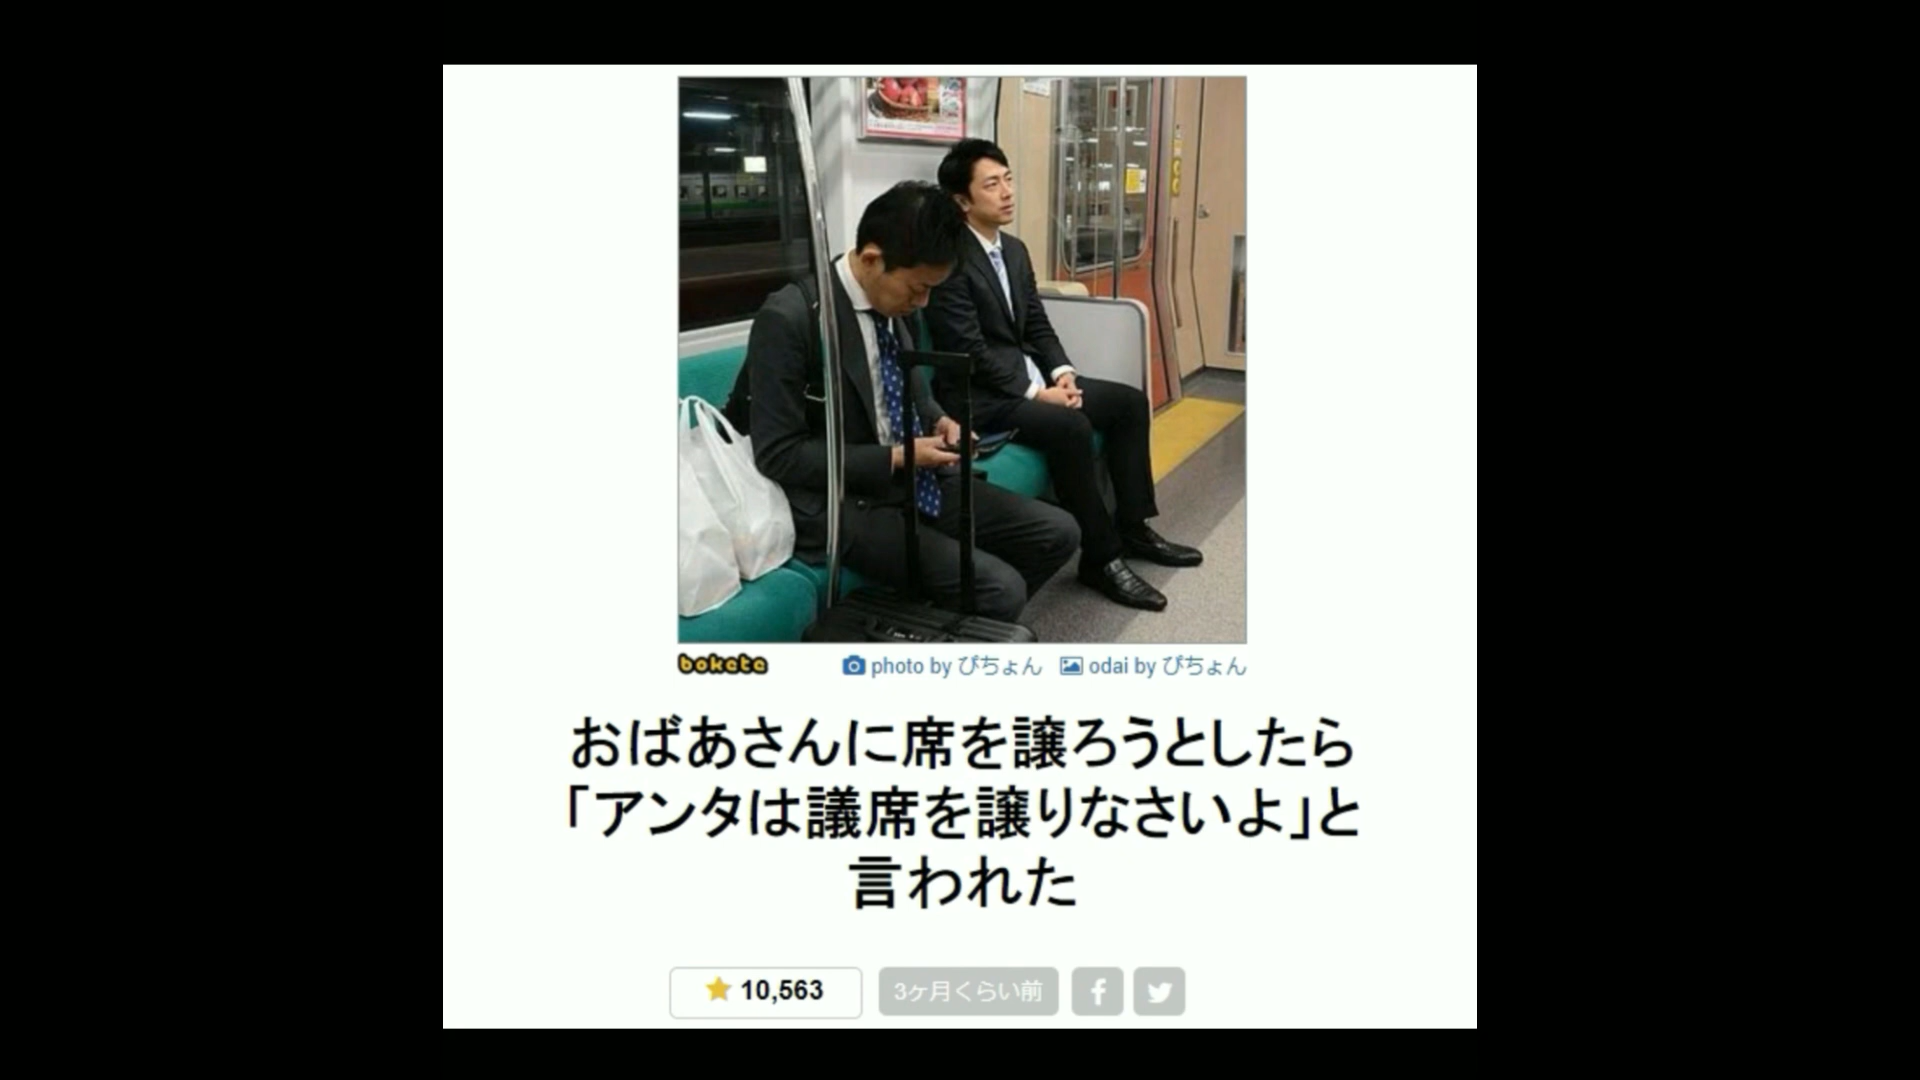 bokete
photo by ぴちょん odai by ぴちょん
おばあさんに席を譲ろうとしたら
「アンタは議席を譲りなさいよ」と
言われた
10,563
3ヶ月くらい前